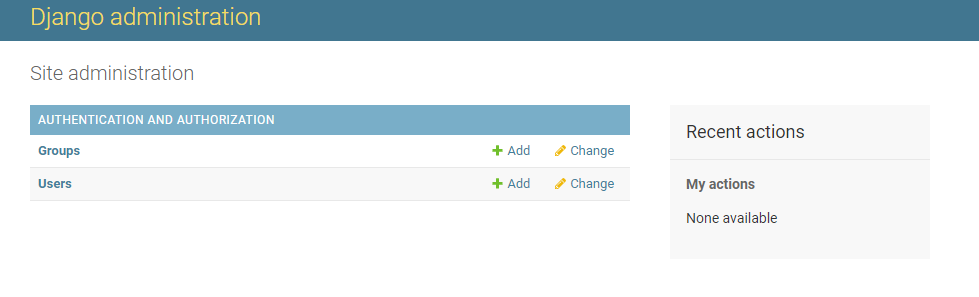 Django administration
Site administration
AUTHENTICATION AND AUTHORIZATION
Groups Add Change
Users Add Change
Recent actions
My actions
None available